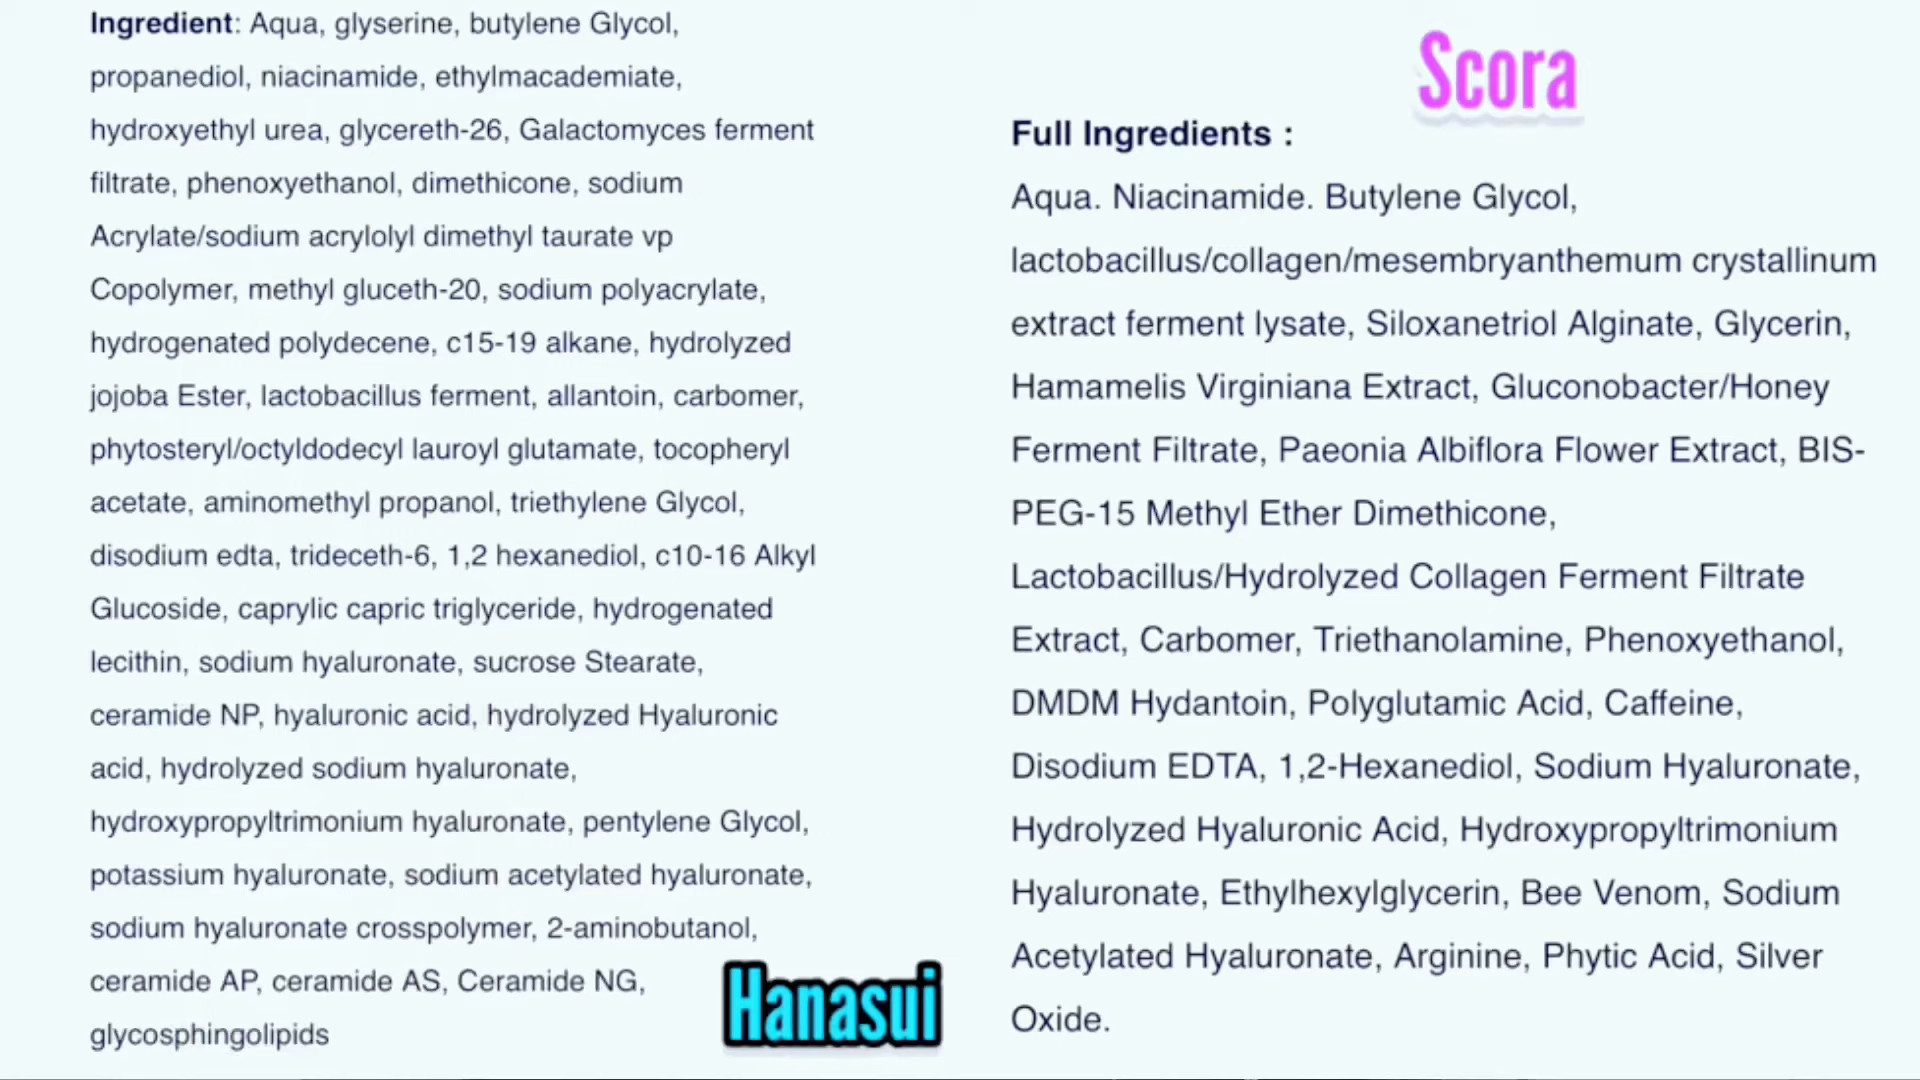 Ingredient: Aqua, glyserine, butylene Glycol,
propanediol, niacinamide, ethylmacademiate,
hydroxyethyl urea, glycereth-26, Galactomyces ferment
filtrate, phenoxyethanol, dimethicone, sodium
Acrylate/sodium acrylolyl dimethyl taurate vp
Copolymer, methyl gluceth-20, sodium polyacrylate,
hydrogenated polydecene, c15-19 alkane, hydrolyzed
jojoba Ester, lactobacillus ferment, allantoin, carbomer,
phytosteryl/octyldodecyl lauroyl glutamate, tocopheryl
acetate, aminomethyl propanol, triethylene Glycol,
disodium edta, trideceth-6, 1,2 hexanediol, c10-16 Alkyl
Glucoside, caprylic capric triglyceride, hydrogenated
lecithin, sodium hyaluronate, sucrose Stearate,
ceramide NP, hyaluronic acid, hydrolyzed Hyaluronic
acid, hydrolyzed sodium hyaluronate,
hydroxypropyltrimonium hyaluronate, pentylene Glycol,
potassium hyaluronate, sodium acetylated hyaluronate,
sodium hyaluronate crosspolymer, 2-aminobutanol,
ceramide AP, ceramide AS, Ceramide NG,
glycosphingolipids
Hanasui
Scora
Full Ingredients :
Aqua. Niacinamide. Butylene Glycol,
lactobacillus/collagen/mesembryanthemum crystallinum
extract ferment lysate, Siloxanetriol Alginate, Glycerin,
Hamamelis Virginiana Extract, Gluconobacter/Honey
Ferment Filtrate, Paeonia Albiflora Flower Extract, BIS-
PEG-15 Methyl Ether Dimethicone,
Lactobacillus/Hydrolyzed Collagen Ferment Filtrate
Extract, Carbomer, Triethanolamine, Phenoxyethanol,
DMDM Hydantoin, Polyglutamic Acid, Caffeine,
Disodium EDTA, 1,2-Hexanediol, Sodium Hyaluronate,
Hydrolyzed Hyaluronic Acid, Hydroxypropyltrimonium
Hyaluronate, Ethylhexylglycerin, Bee Venom, Sodium
Acetylated Hyaluronate, Arginine, Phytic Acid, Silver
Oxide.